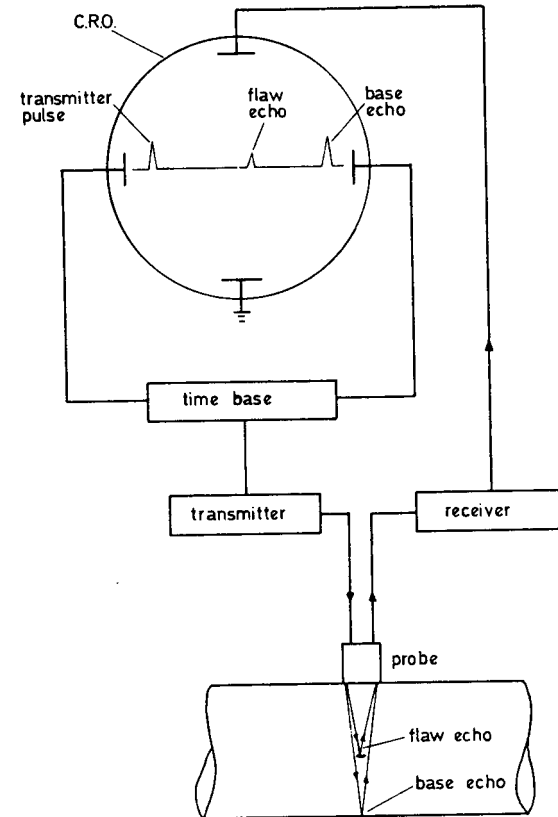 C.R.O.
transmitter
pulse
flaw
echo
base
echo
time base
transmitter
receiver
probe
flaw echo
base echo